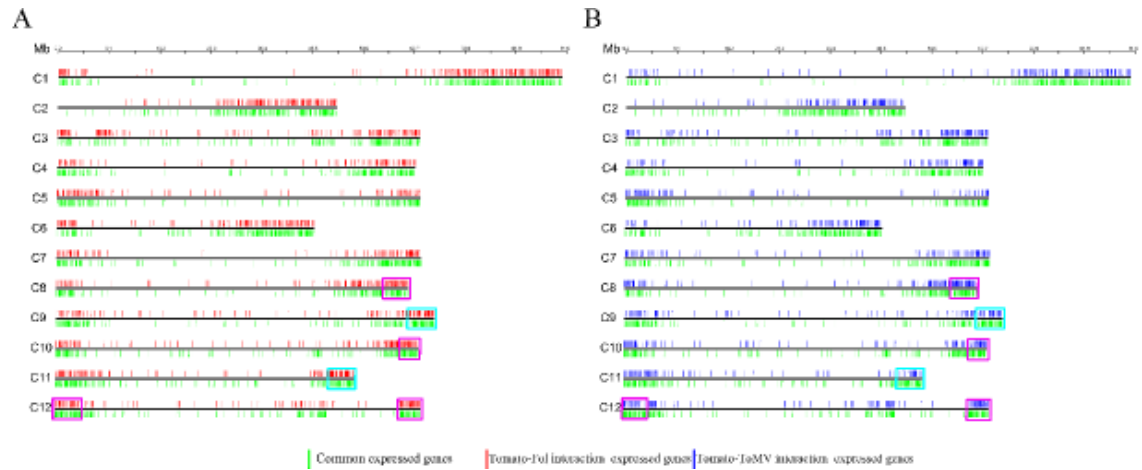 A
B
Mb
Mb
C1
C1
C2
C2
C3
C3
C4
C4
C5
C5
C6
C6
C7
C7
C8
C8
C9
C9
C10
C10
C11
C11
C12
C12
Common expressed genes
Tomato-Fol interaction expressed genes
Tomato-ToMV interaction expressed genes